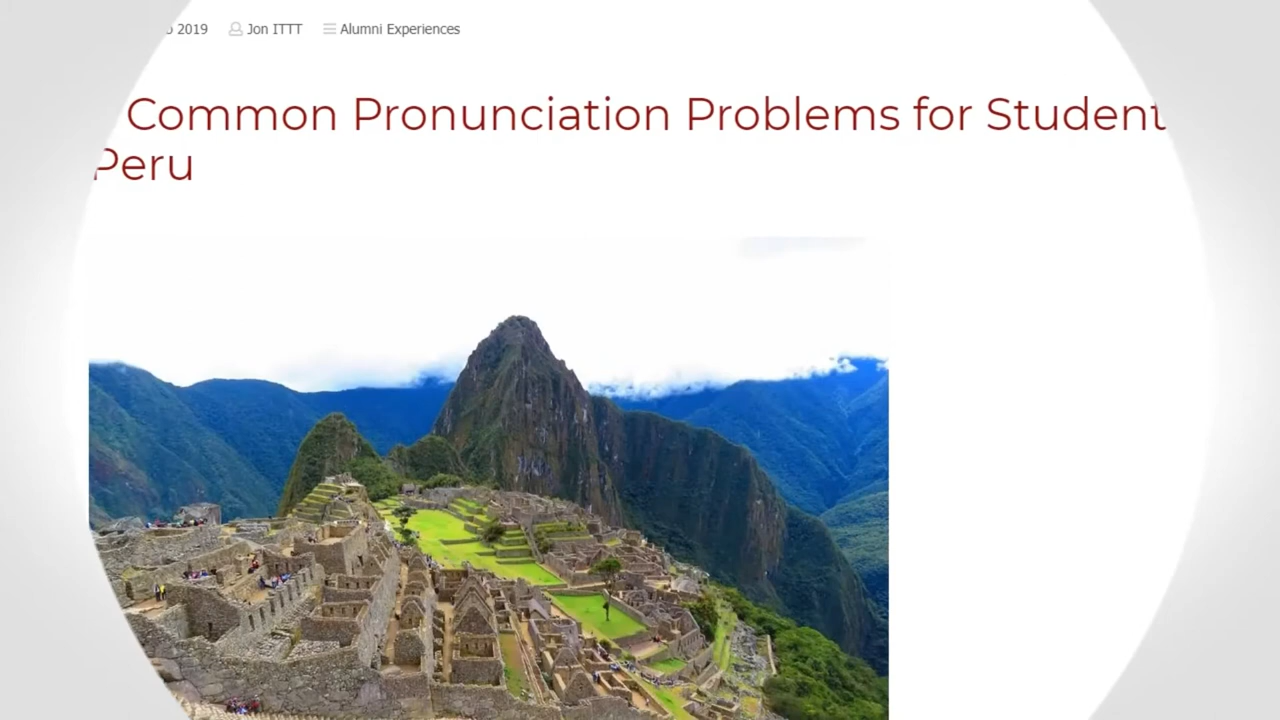 2019 Jon ITTT Alumni Experiences
Common Pronunciation Problems for Student
Peru